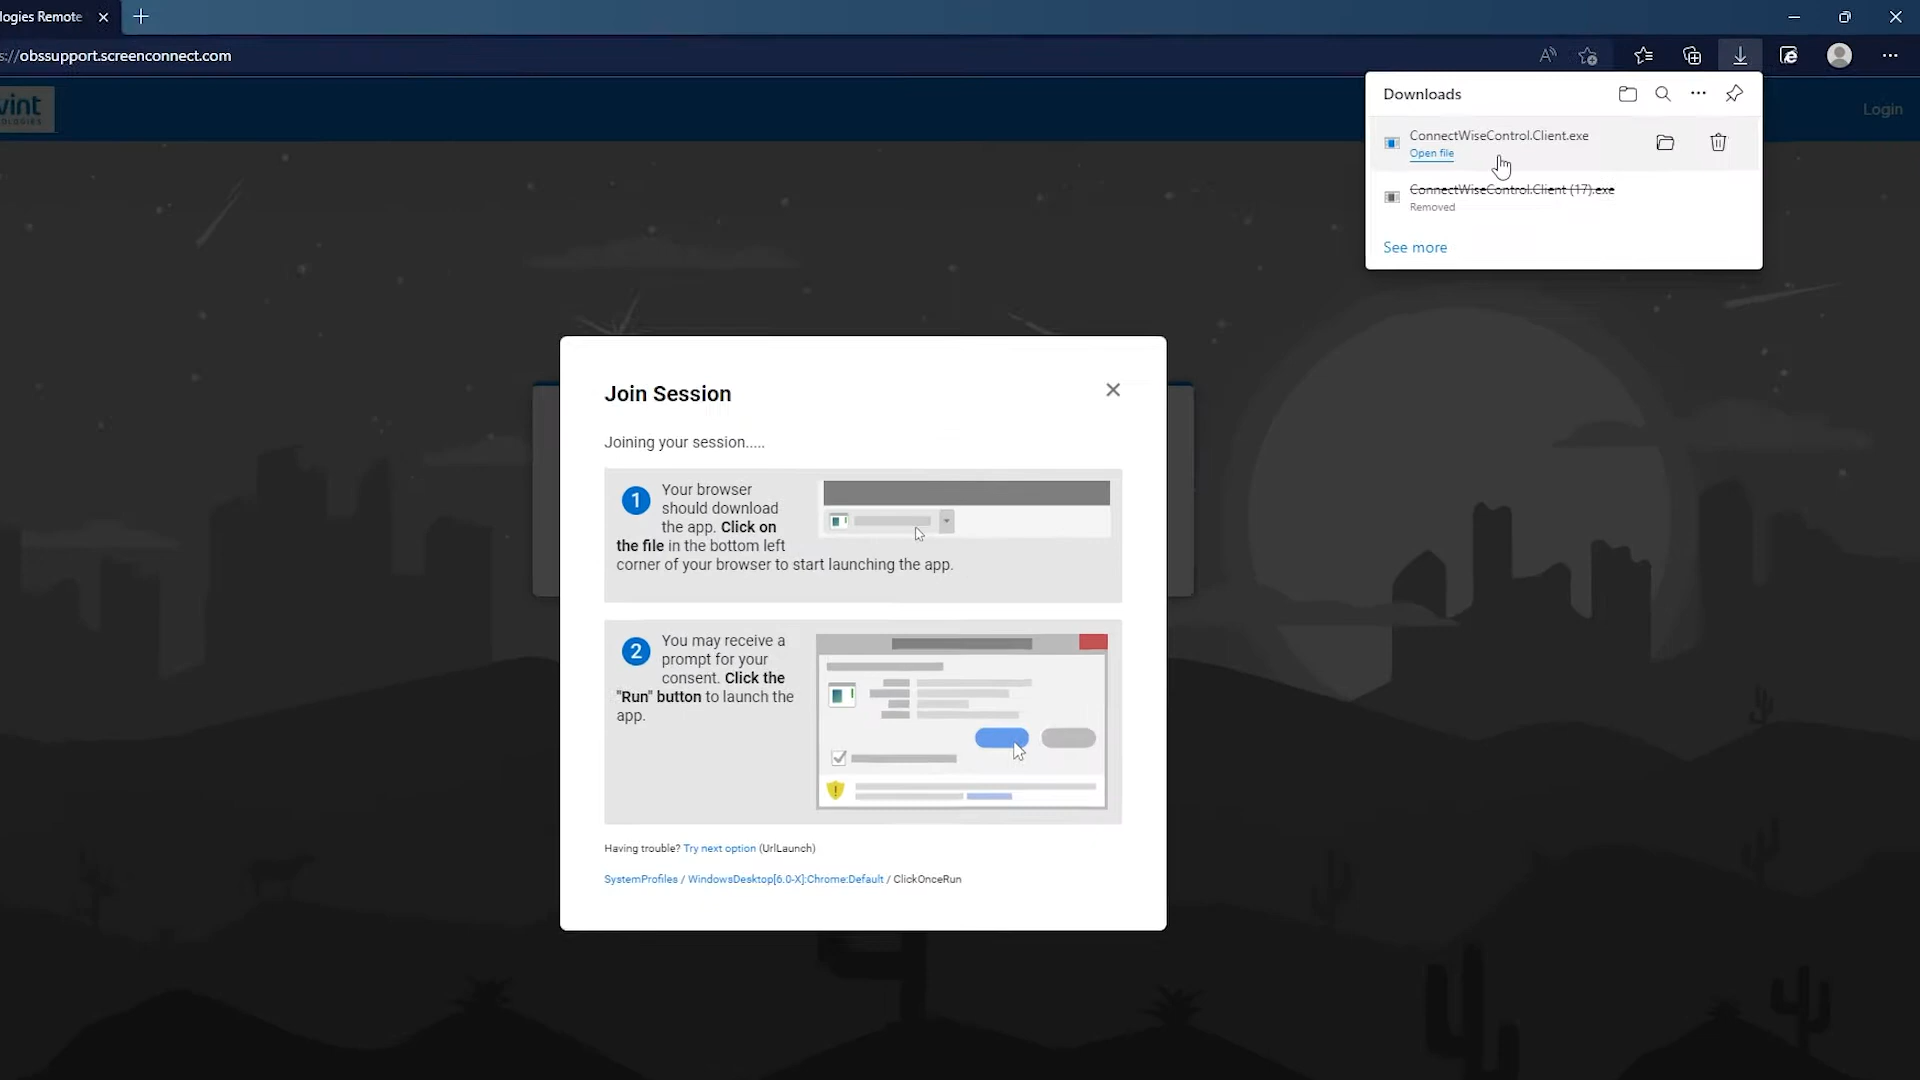 logies Remote
s://obssupport.screenconnect.com
vint
OLOGIES
Login
Downloads
ConnectWiseControl.Client.exe
Open file
ConnectWiseControl.Client (17).exe
Removed
See more
Join Session
Joining your session.....
1
Your browser
should download
the app. Click on
the file in the bottom left
corner of your browser to start launching the app.
2
You may receive a
prompt for your
consent. Click the
"Run" button to launch the
app.
Having trouble? Try next option (UrlLaunch)
SystemProfiles / WindowsDesktop[6.0-X]:Chrome:Default / ClickOnceRun